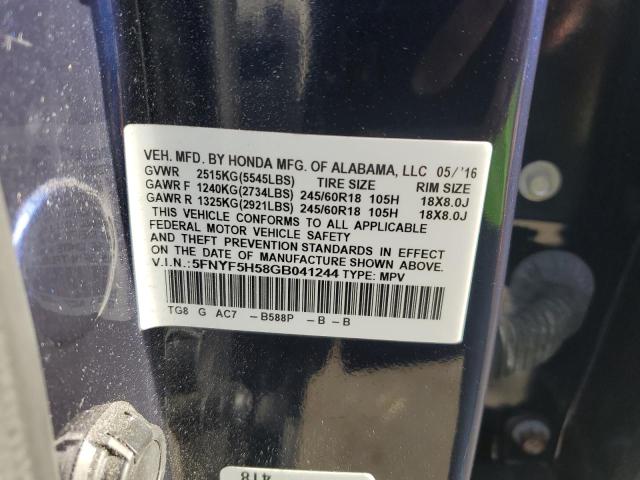 VEH. MFD. BY HONDA MFG. OF ALABAMA, LLC 05/'16
GVWR 2515KG(5545LBS) TIRE SIZE RIM SIZE
GAWR F 1240KG(2734LBS) 245/60R18 105H 18X8.0J
GAWR R 1325KG(2921LBS) 245/60R18 105H 18X8.0J
THIS VEHICLE CONFORMS TO ALL APPLICABLE
FEDERAL MOTOR VEHICLE SAFETY
AND THEFT PREVENTION STANDARDS IN EFFECT
ON THE DATE OF MANUFACTURE SHOWN ABOVE.
V.I.N.:5FNYF5H58GB041244 TYPE: MPV
TG8 G AC7 -B588P -B -B
418